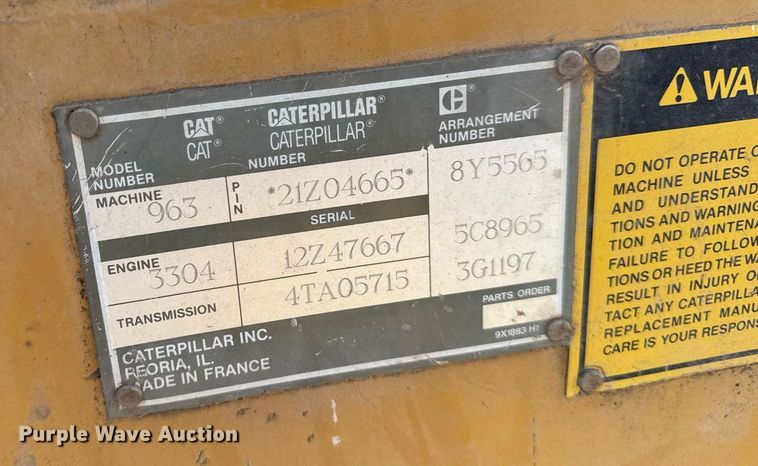 CAT®
CAT®
CATERPILLAR®
CATERPILLAR®
C®
MODEL
NUMBER
NUMBER
ARRANGEMENT
NUMBER
MACHINE 963
PIN *21Z04665*
8Y5565
SERIAL
ENGINE 3304 12Z47667 5C8965
TRANSMISSION 4TA05715 3G1197
PARTS ORDER
9X1883 H1
CATERPILLAR INC.
PEORIA, IL.
MADE IN FRANCE
WA
DO NOT OPERATE O
MACHINE UNLESS
AND UNDERSTAND
TIONS AND WARNING
TION AND MAINTENA
FAILURE TO FOLLOW
TIONS OR HEED THE WA
RESULT IN INJURY O
TACT ANY CATERPILLA
REPLACEMENT MANU
CARE IS YOUR RESPONS
Purple Wave Auction